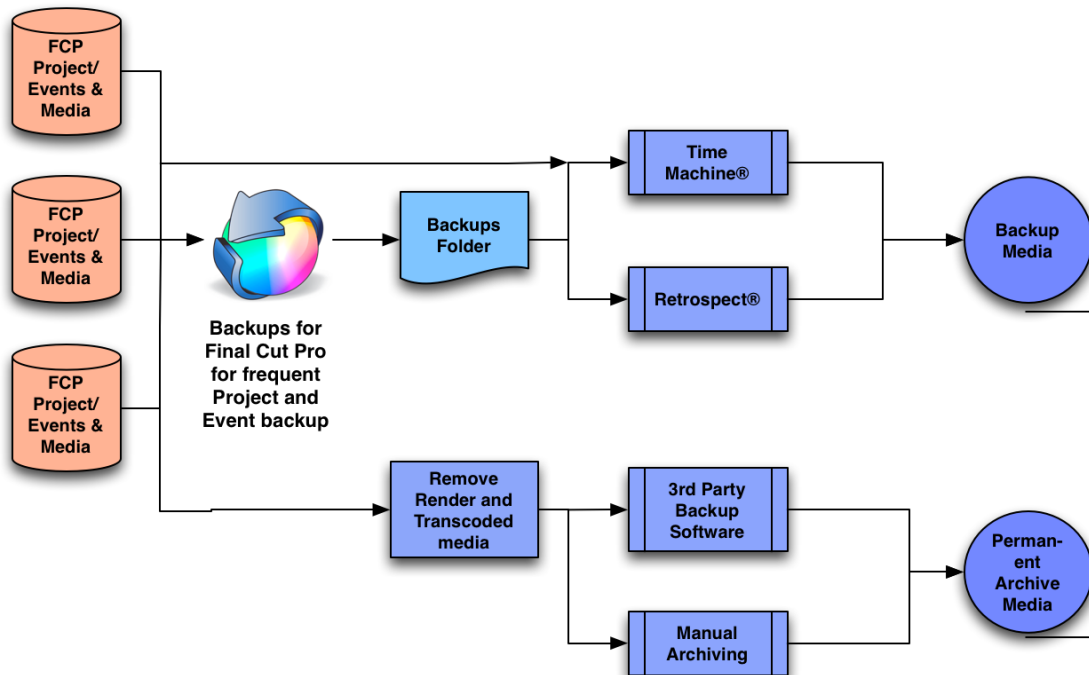 FCP
Project/
Events &
Media
FCP
Project/
Events &
Media
FCP
Project/
Events &
Media
Backups for
Final Cut Pro
for frequent
Project and
Event backup
Backups
Folder
Time
Machine®
Retrospect®
Backup
Media
Remove
Render and
Transcoded
media
3rd Party
Backup
Software
Manual
Archiving
Perman-
ent
Archive
Media